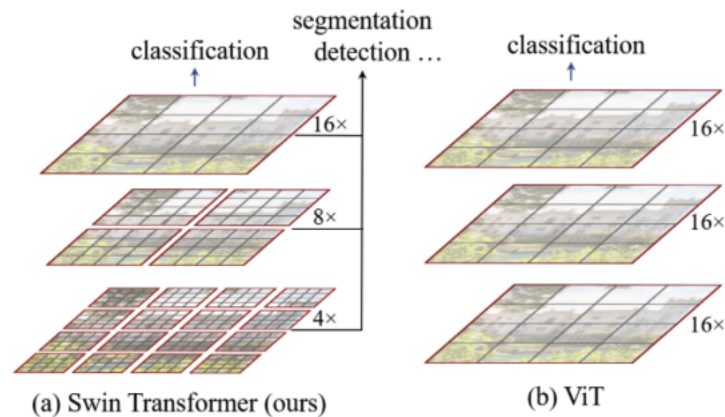 segmentation
detection ...
classification
16×
8×
4×
(a) Swin Transformer (ours)
classification
16×
16×
16×
(b) ViT